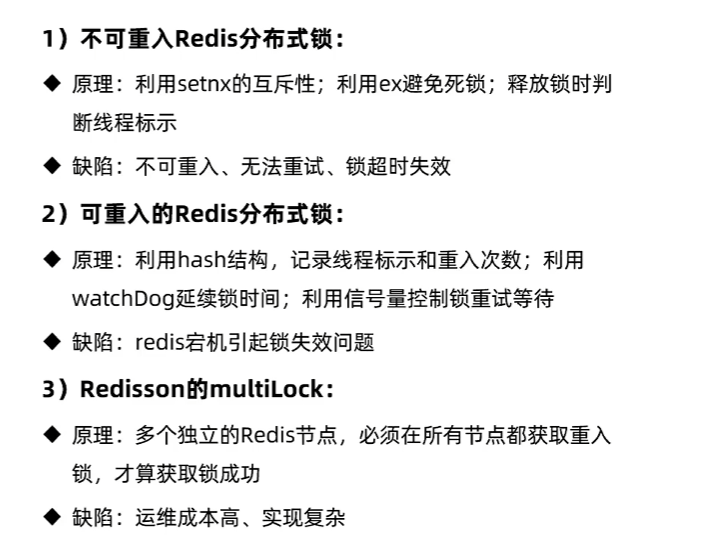 1）不可重入Redis分布式锁：
◆ 原理：利用setnx的互斥性；利用ex避免死锁；释放锁时判
断线程标示
◆ 缺陷：不可重入、无法重试、锁超时失效
2）可重入的Redis分布式锁：
◆ 原理：利用hash结构，记录线程标示和重入次数；利用
watchDog延续锁时间；利用信号量控制锁重试等待
◆ 缺陷：redis宕机引起锁失效问题
3）Redisson的multiLock：
◆ 原理：多个独立的Redis节点，必须在所有节点都获取重入
锁，才算获取锁成功
◆ 缺陷：运维成本高、实现复杂